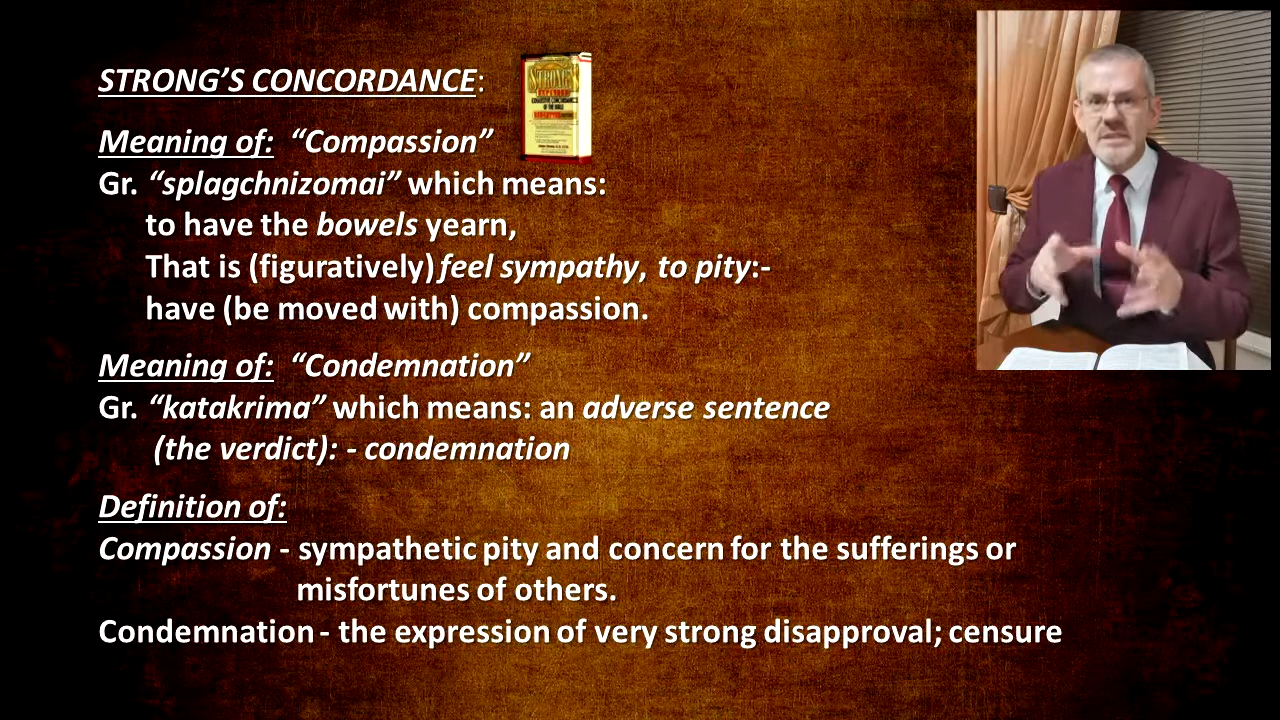 STRONG’S CONCORDANCE:
STRONG'S
Meaning of: “Compassion”
Gr. “splagchnizomai” which means:
to have the bowels yearn,
That is (figuratively) feel sympathy, to pity:-
have (be moved with) compassion.
Meaning of: “Condemnation”
Gr. “katakrima” which means: an adverse sentence
(the verdict): - condemnation
Definition of:
Compassion - sympathetic pity and concern for the sufferings or
misfortunes of others.
Condemnation - the expression of very strong disapproval; censure